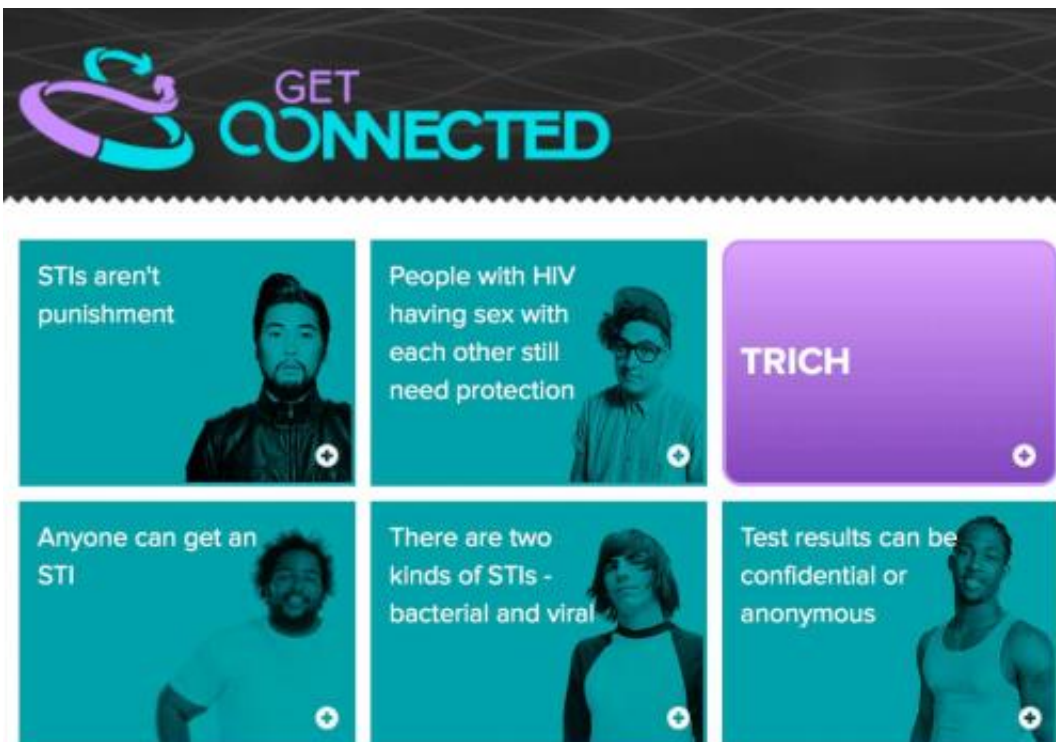 GET
CONNECTED
STIs aren't
punishment
People with HIV
having sex with
each other still
need protection
TRICH
Anyone can get an
STI
There are two
kinds of STIs -
bacterial and viral
Test results can be
confidential or
anonymous